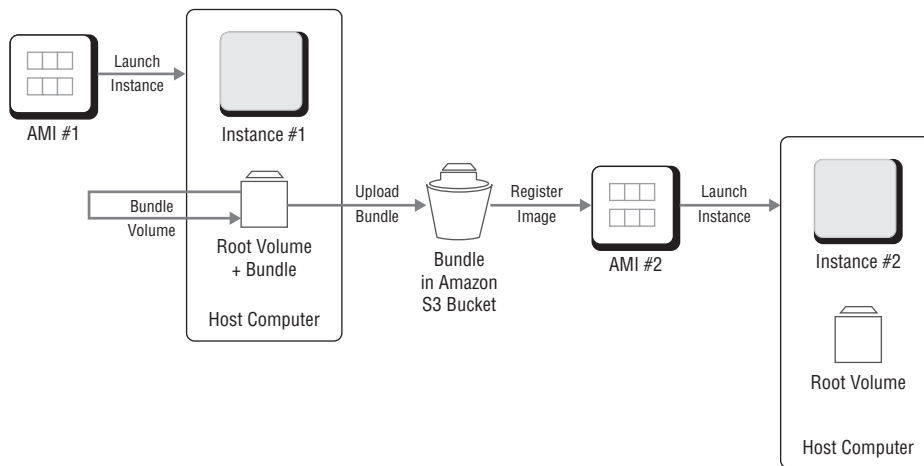 Launch
Instance
AMI #1
Instance #1
Bundle
Volume
Root Volume
+ Bundle
Host Computer
Upload
Bundle
Bundle
in Amazon
S3 Bucket
Register
Image
AMI #2
Launch
Instance
Instance #2
Root Volume
Host Computer